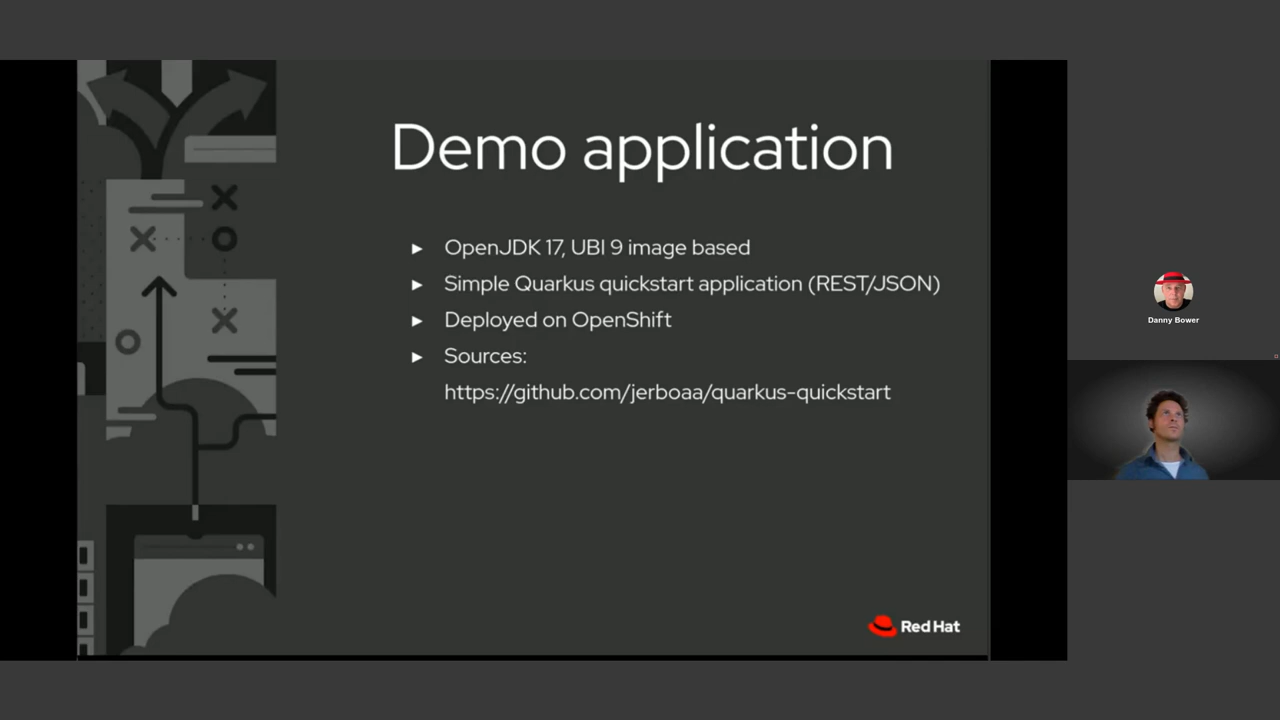 Demo application
► OpenJDK 17, UBI 9 image based
► Simple Quarkus quickstart application (REST/JSON)
► Deployed on OpenShift
► Sources:
https://github.com/jerboaa/quarkus-quickstart
Red Hat
Danny Bower